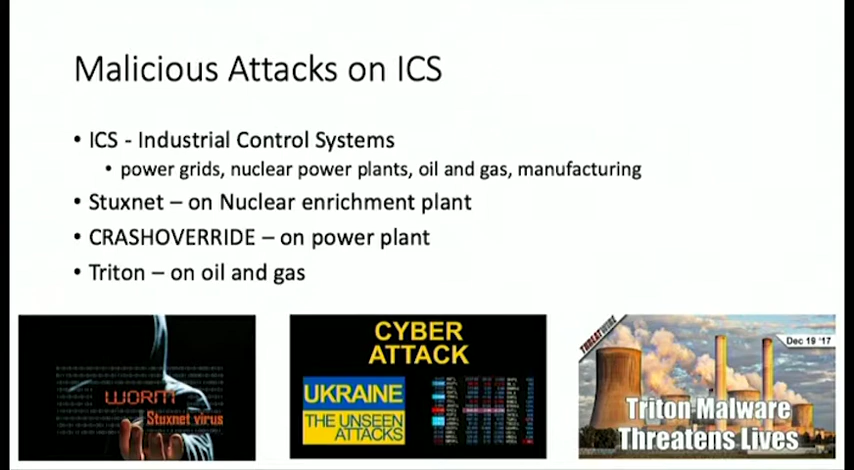 Malicious Attacks on ICS
• ICS - Industrial Control Systems
• power grids, nuclear power plants, oil and gas, manufacturing
• Stuxnet – on Nuclear enrichment plant
• CRASHOVERRIDE – on power plant
• Triton – on oil and gas
WORM
Stuxnet virus
CYBER
ATTACK
UKRAINE
THE UNSEEN
ATTACKS
THREATWIRE
Dec 19 '17
Triton Malware
Threatens Lives